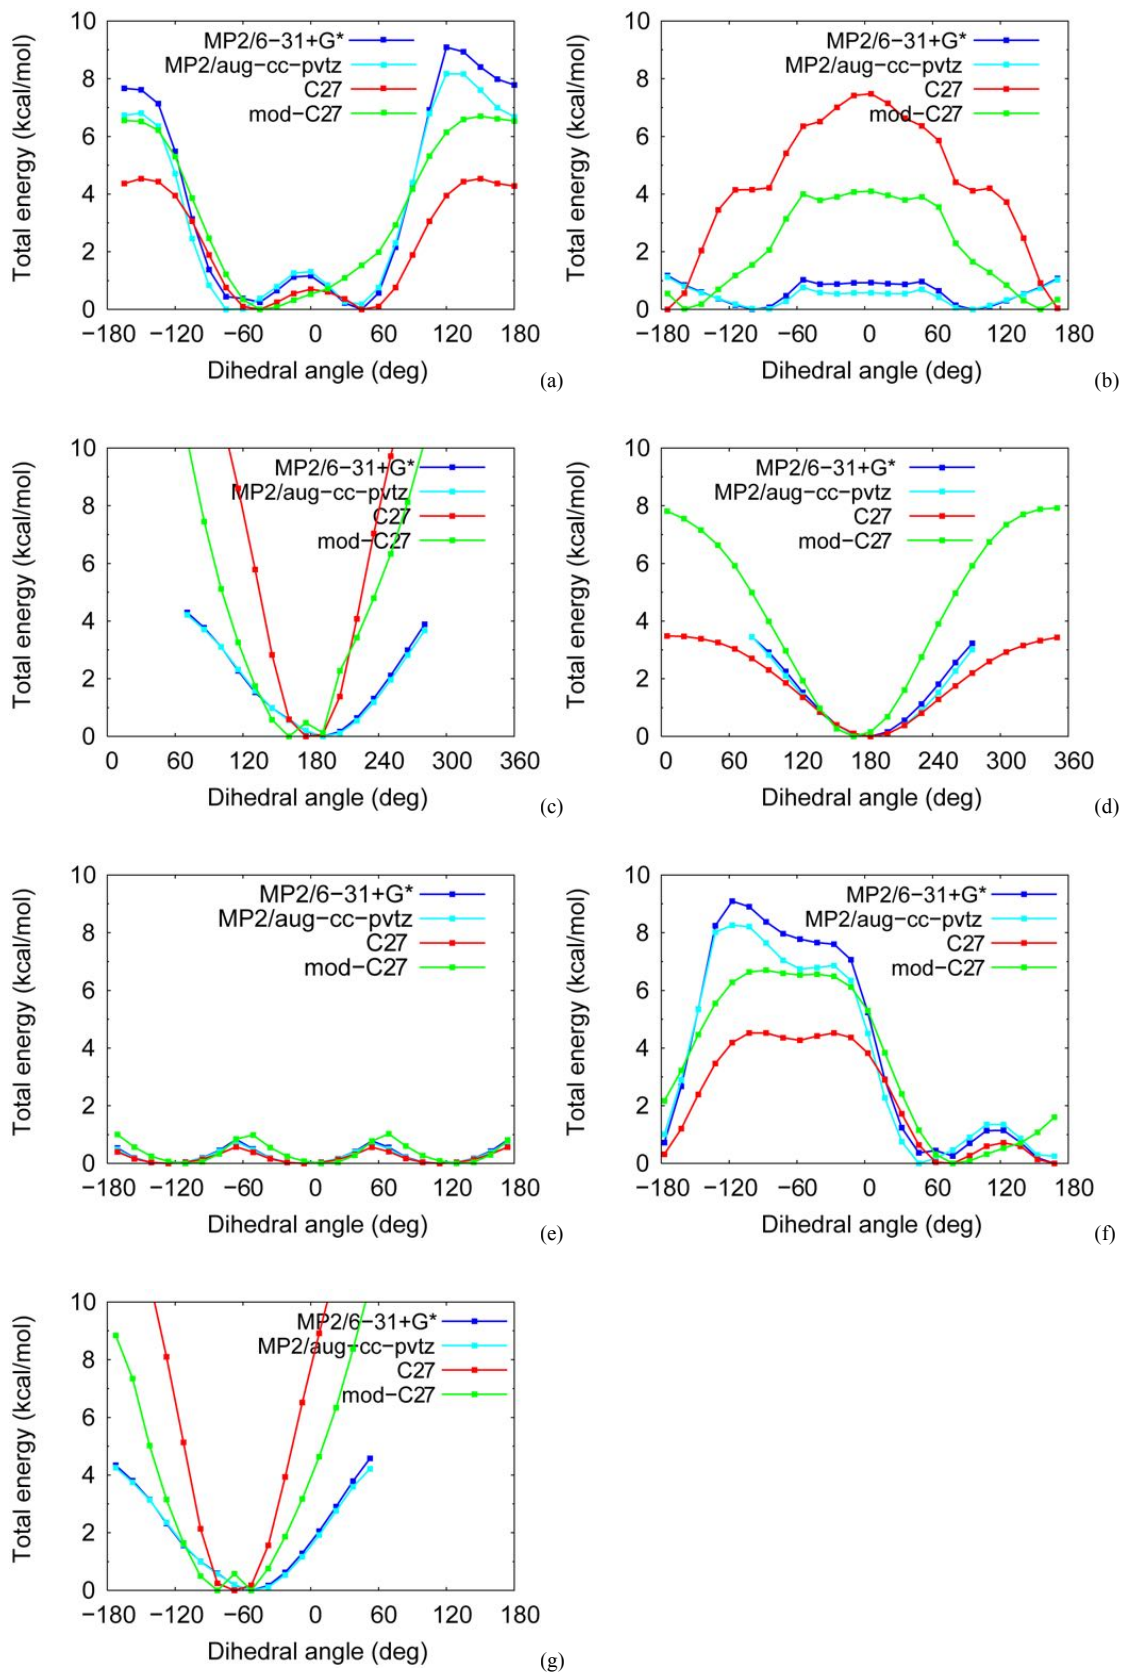 Total energy (kcal/mol)
10
8
6
4
2
0
MP2/6−31+G*
MP2/aug−cc−pvtz
C27
mod−C27
−180 −120 −60 0 60 120 180
Dihedral angle (deg)
(a)
Total energy (kcal/mol)
10
8
6
4
2
0
MP2/6−31+G*
MP2/aug−cc−pvtz
C27
mod−C27
−180 −120 −60 0 60 120 180
Dihedral angle (deg)
(b)
Total energy (kcal/mol)
10
8
6
4
2
0
MP2/6−31+G*
MP2/aug−cc−pvtz
C27
mod−C27
0 60 120 180 240 300 360
Dihedral angle (deg)
(c)
Total energy (kcal/mol)
10
8
6
4
2
0
MP2/6−31+G*
MP2/aug−cc−pvtz
C27
mod−C27
0 60 120 180 240 300 360
Dihedral angle (deg)
(d)
Total energy (kcal/mol)
10
8
6
4
2
0
MP2/6−31+G*
MP2/aug−cc−pvtz
C27
mod−C27
−180 −120 −60 0 60 120 180
Dihedral angle (deg)
(e)
Total energy (kcal/mol)
10
8
6
4
2
0
MP2/6−31+G*
MP2/aug−cc−pvtz
C27
mod−C27
−180 −120 −60 0 60 120 180
Dihedral angle (deg)
(f)
Total energy (kcal/mol)
10
8
6
4
2
0
MP2/6−31+G*
MP2/aug−cc−pvtz
C27
mod−C27
−180 −120 −60 0 60 120 180
Dihedral angle (deg)
(g)